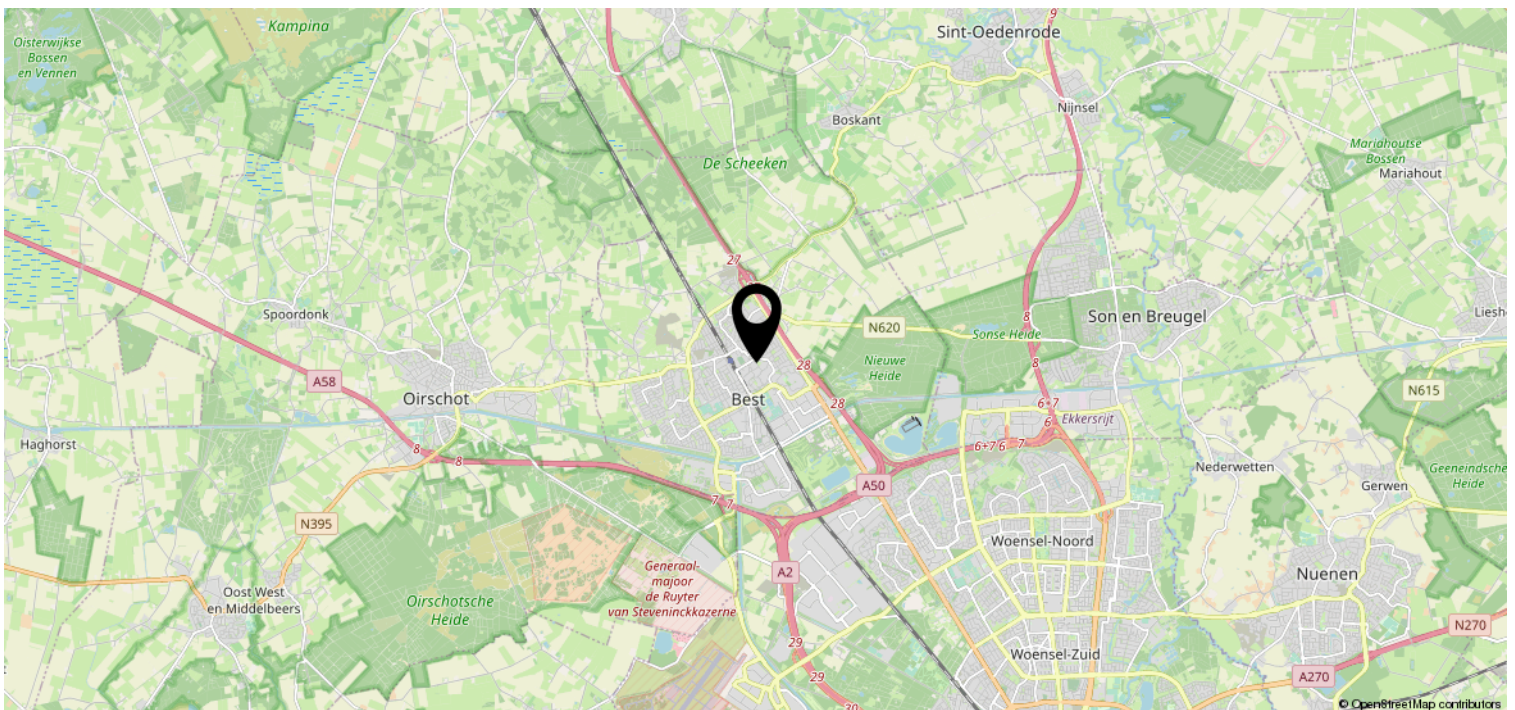 Kampina
9
Sint-Oedenrode
Oisterwijkse
Bossen
en Vennen
Nijnsel
Boskant
De Scheeken
Mariahoutse
Bossen
Mariahout
27
Spoordonk
8
Son en Breugel
Liesh
N620
Sonse Heide
Nieuwe
Heide
28
8
A58
N615
Oirschot
Best
28
6+7
6
Ekkersrijt
Haghorst
8
8
6+7
6
7
Nederwetten
Geeneindsche
Heide
Gerwen
A50
7
7
N395
Woensel-Noord
A2
Generaal-
majoor
de Ruyter
van Steveninckkazerne
Nuenen
Oost West
en Middelbeers
Oirschotsche
Heide
N270
29
Woensel-Zuid
29
A270
30
© OpenStreetMap contributors